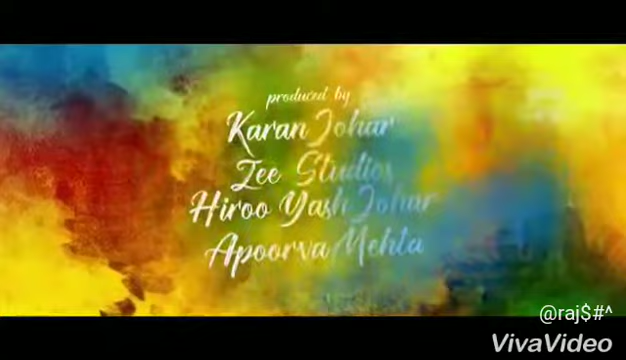 produced by
Karan Johar
Zee Studios
Hiroo Yash Johar
Apoorva Mehta
@raj$#^
VivaVideo